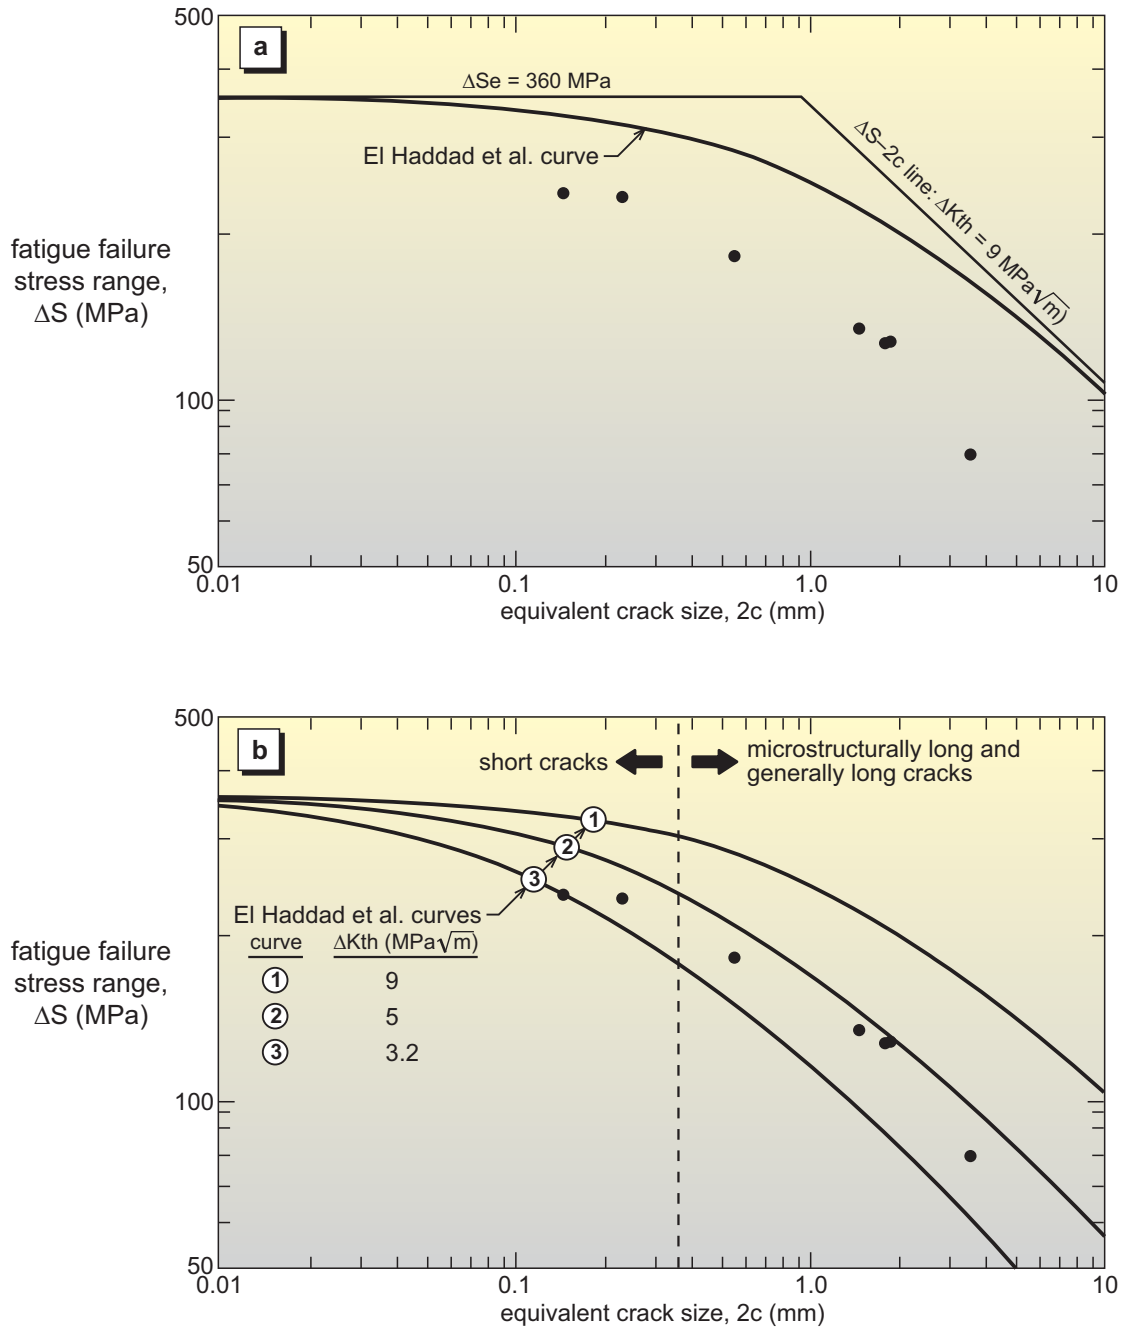 a
500
100
50
ΔSe = 360 MPa
El Haddad et al. curve
ΔS–2c line: ΔKth = 9 MPa√m)
fatigue failure
stress range,
ΔS (MPa)
0.01 0.1 1.0 10
equivalent crack size, 2c (mm)
b
500
100
50
short cracks
microstructurally long and
generally long cracks
1
2
3
El Haddad et al. curves
curve ΔKth (MPa√m)
1 9
2 5
3 3.2
fatigue failure
stress range,
ΔS (MPa)
0.01 0.1 1.0 10
equivalent crack size, 2c (mm)